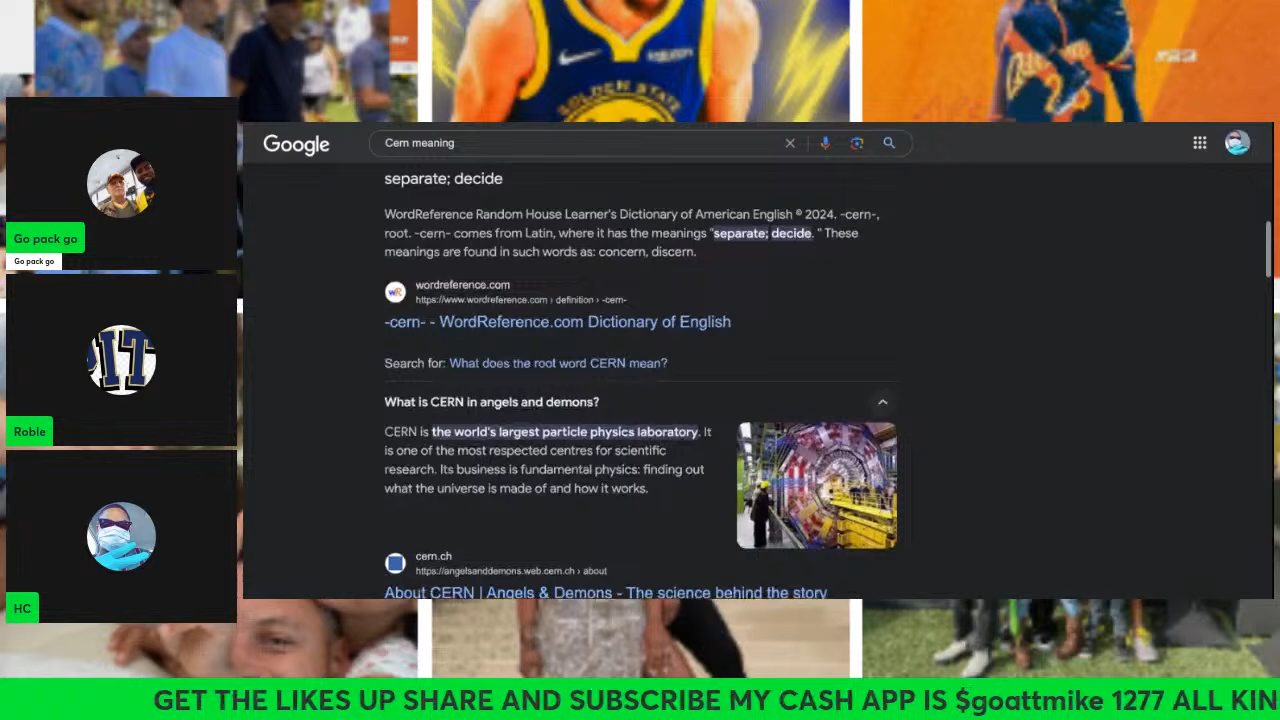 GOLDEN STATE
Google
Cern meaning
separate; decide
WordReference Random House Learner's Dictionary of American English © 2024. -cern-,
root. -cern- comes from Latin, where it has the meanings "separate; decide. " These
meanings are found in such words as: concern, discern.
wordreference.com
https://www.wordreference.com › definition › -cern-
-cern- - WordReference.com Dictionary of English
Search for: What does the root word CERN mean?
What is CERN in angels and demons?
CERN is the world's largest particle physics laboratory. It
is one of the most respected centres for scientific
research. Its business is fundamental physics: finding out
what the universe is made of and how it works.
cern.ch
https://angelsanddemons.web.cern.ch › about
About CERN | Angels & Demons - The science behind the story
Go pack go
Go pack go
PIT
Roble
HC
GET THE LIKES UP SHARE AND SUBSCRIBE MY CASH APP IS $goattmike 1277 ALL KIN